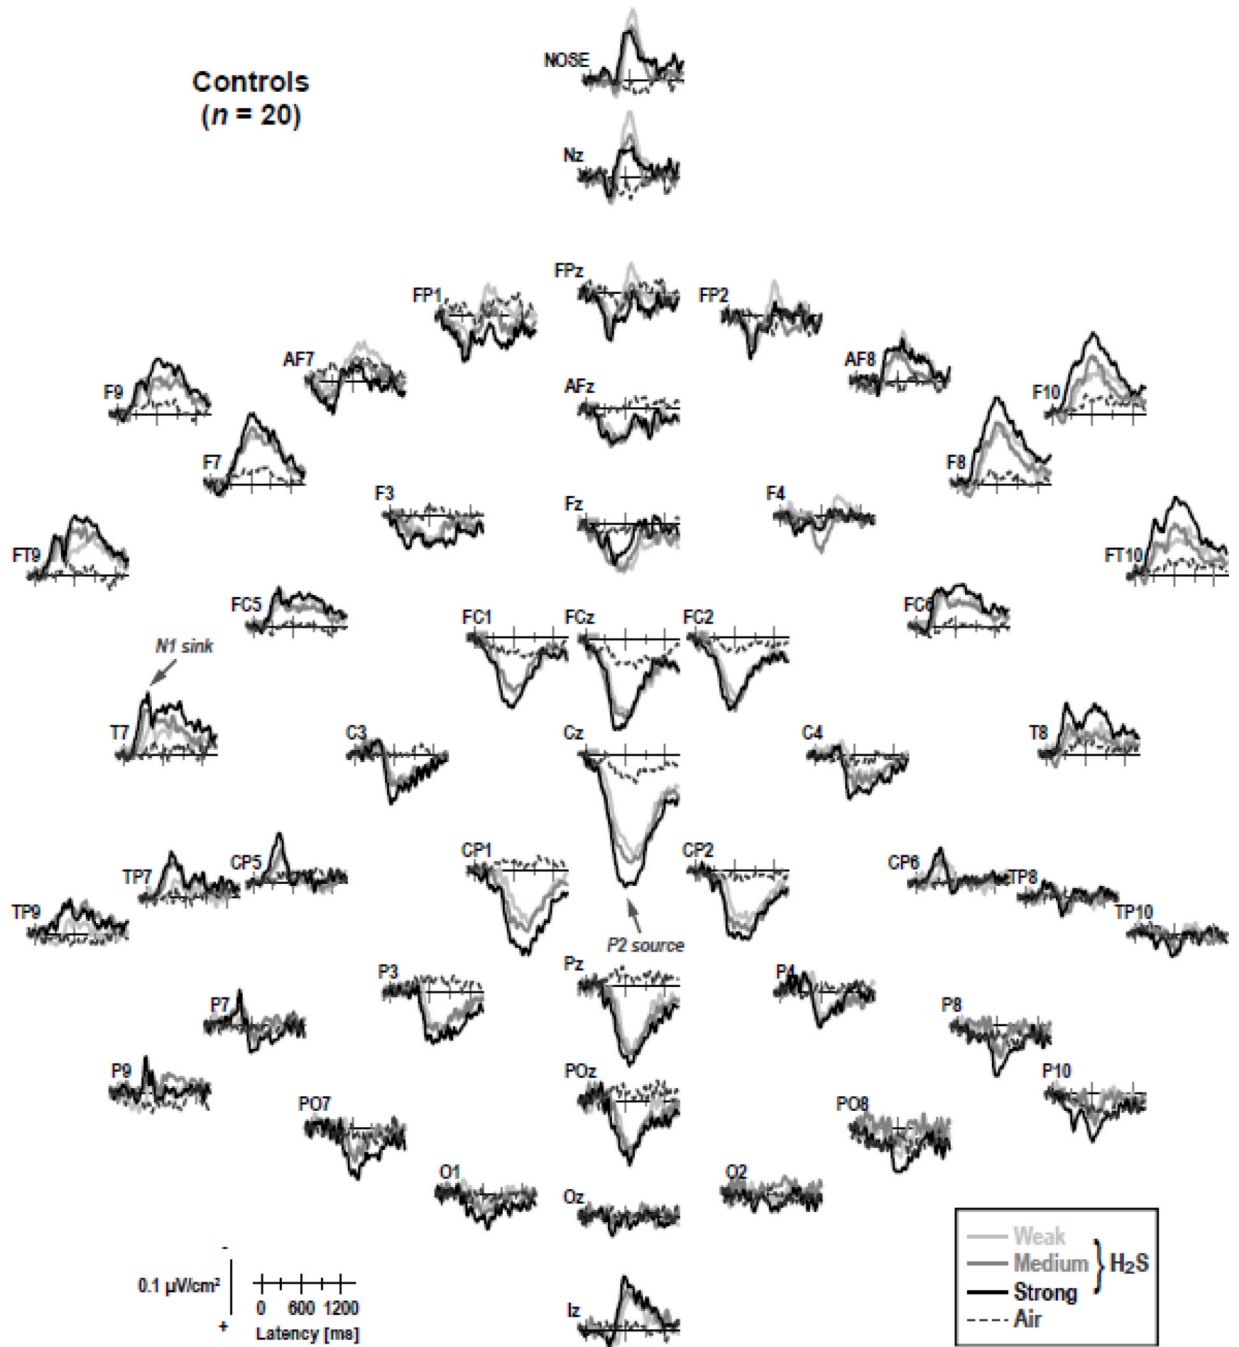 NOSE
Controls
(n = 20)
Nz
FPz
FP1
FP2
AF7
AF8
F9
AFz
F10
F7
F8
F3
Fz
F4
FT9
FT10
FC5
FC6
FC1
FCz
FC2
N1 sink
T7
C3
Cz
C4
T8
CP1
CP2
TP7
CP5
CP6
TP8
TP9
TP10
P2 source
P3
Pz
P4
P7
P8
P9
POz
P10
PO7
PO8
O1
O2
Oz
-
0.1 µV/cm²
+
0 600 1200
Latency [ms]
Iz
Weak
Medium } H₂S
Strong
Air